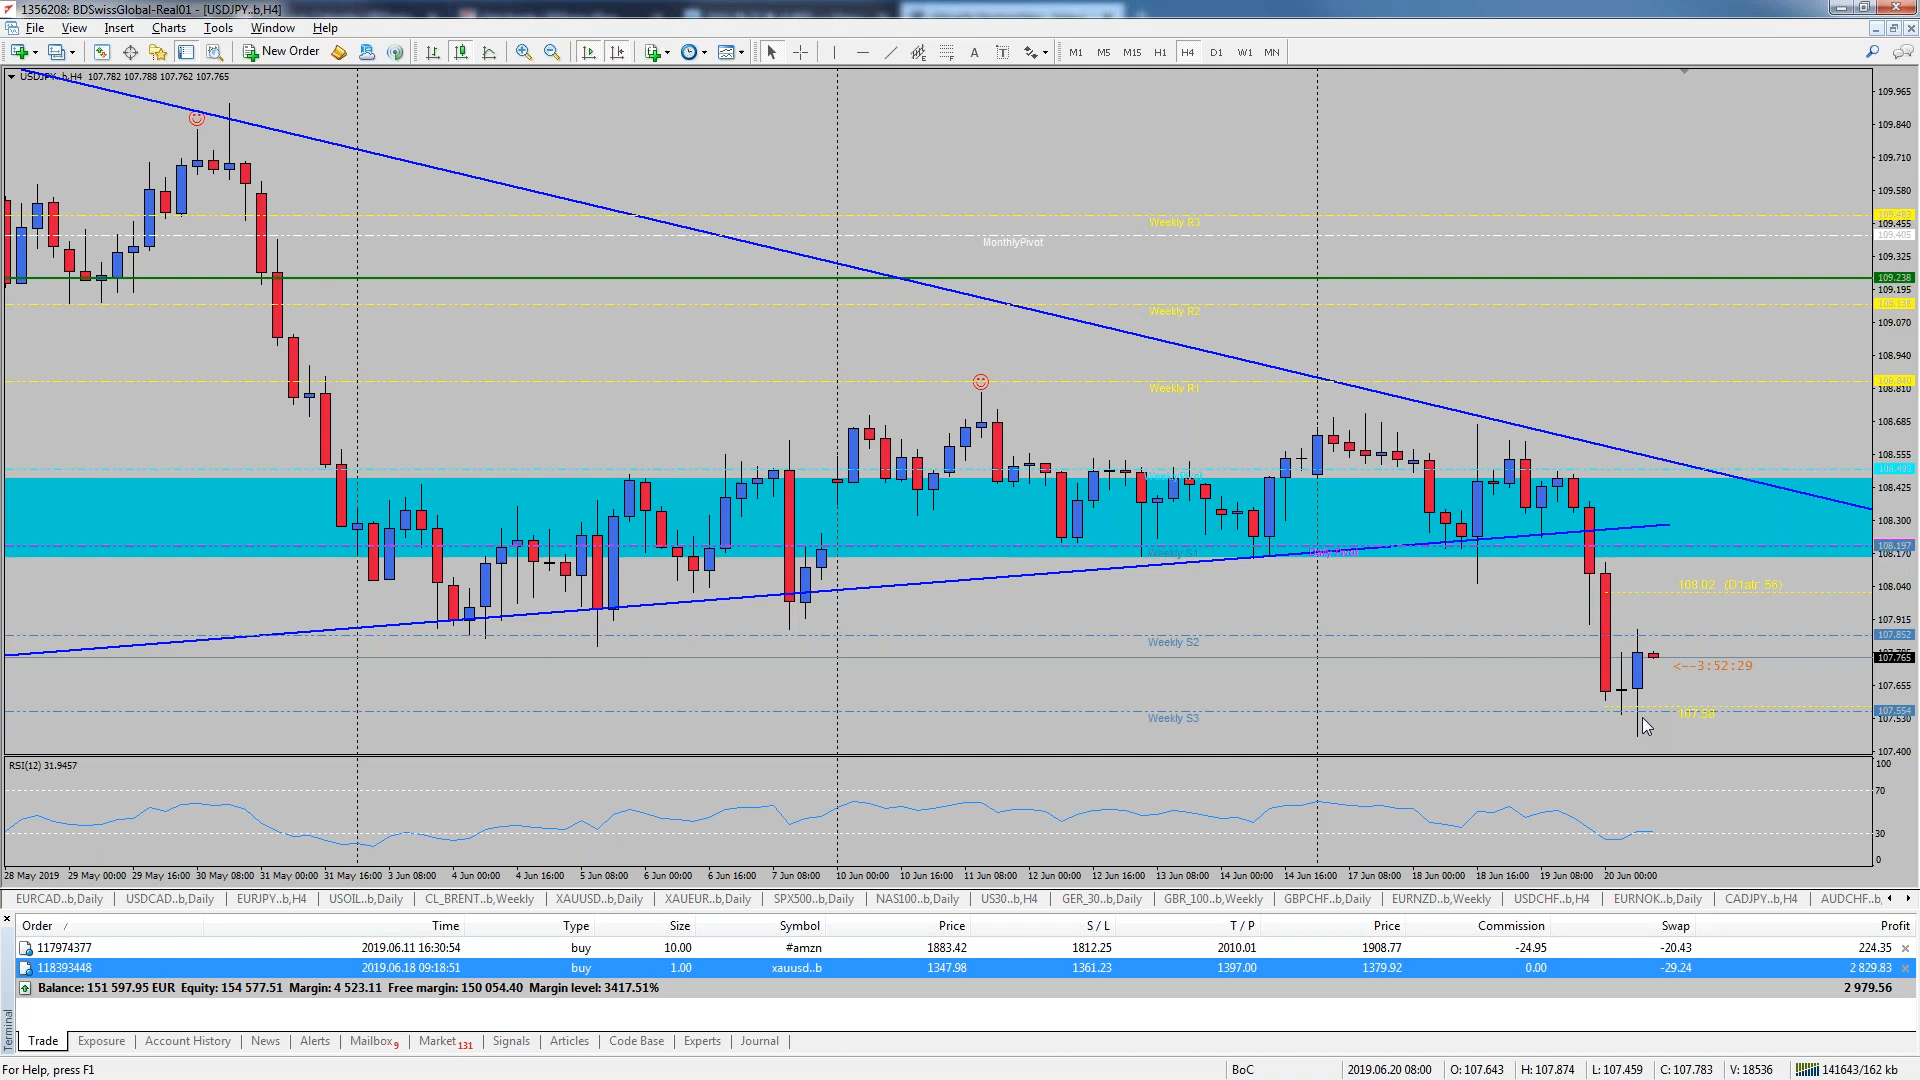 1356208: BDSwissGlobal-Real01 - [USDJPY..b,H4]
File View Insert Charts Tools Window Help
New Order
M1 M5 M15 H1 H4 D1 W1 MN
USDJPY..b,H4 107.782 107.788 107.762 107.765
109.965
109.840
109.710
109.580
Weekly R3
109.455
MonthlyPivot
109.405
109.325
109.238
109.195
Weekly R2
109.138
109.070
108.940
Weekly R1
108.810
108.685
108.555
108.495
108.425
108.300
Weekly S1
Daily Pivot
108.197
108.170
108.02 (D1atr: 56)
108.040
107.915
Weekly S2
107.852
107.765
<--3:52:29
107.655
Weekly S3
107.58
107.554
107.530
107.400
RSI(12) 31.9457
100
70
30
0
28 May 2019 29 May 00:00 29 May 16:00 30 May 08:00 31 May 00:00 31 May 16:00 3 Jun 08:00 4 Jun 00:00 4 Jun 16:00 5 Jun 08:00 6 Jun 00:00 6 Jun 16:00 7 Jun 08:00 10 Jun 00:00 10 Jun 16:00 11 Jun 08:00 12 Jun 00:00 12 Jun 16:00 13 Jun 08:00 14 Jun 00:00 14 Jun 16:00 17 Jun 08:00 18 Jun 00:00 18 Jun 16:00 19 Jun 08:00 20 Jun 00:00
EURCAD..b,Daily USDCAD..b,Daily EURJPY..b,H4 USOIL..b,Daily CL_BRENT..b,Weekly XAUUSD..b,Daily XAUEUR..b,Daily SPX500..b,Daily NAS100..b,Daily US30..b,H4 GER_30..b,Daily GBR_100..b,Weekly GBPCHF..b,Daily EURNZD..b,Weekly USDCHF..b,H4 EURNOK..b,Daily CADJPY..b,H4 AUDCHF..b,
Order / Time Type Size Symbol Price S / L T / P Price Commission Swap Profit
117974377 2019.06.11 16:30:54 buy 10.00 #amzn 1883.42 1812.25 2010.01 1908.77 -24.95 -20.43 224.35
118393448 2019.06.18 09:18:51 buy 1.00 xauusd..b 1347.98 1361.23 1397.00 1379.92 0.00 -29.24 2 829.83
Balance: 151 597.95 EUR Equity: 154 577.51 Margin: 4 523.11 Free margin: 150 054.40 Margin level: 3417.51% 2 979.56
Terminal
Trade Exposure Account History News Alerts Mailbox 9 Market 131 Signals Articles Code Base Experts Journal
For Help, press F1 BoC 2019.06.20 08:00 O: 107.643 H: 107.874 L: 107.459 C: 107.783 V: 18536 141643/162 kb